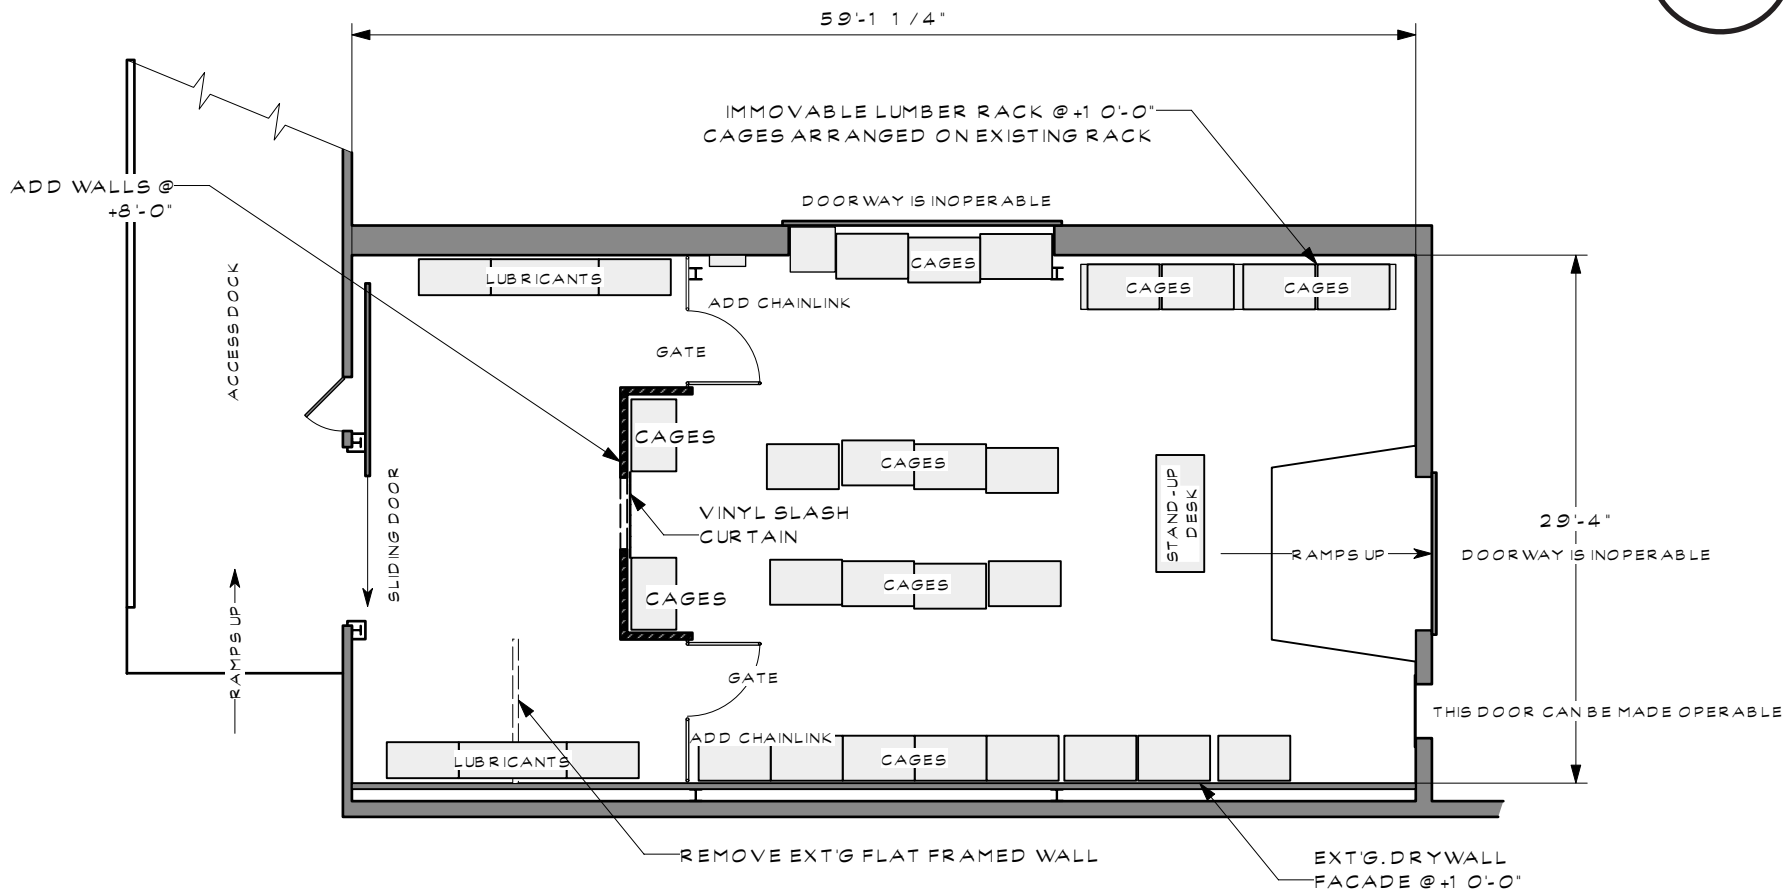 59'-1 1/4"
IMMOVABLE LUMBER RACK @ +10'-0"
CAGES ARRANGED ON EXISTING RACK
ADD WALLS @
+8'-0"
DOORWAY IS INOPERABLE
ACCESS DOCK
LUBRICANTS
CAGES
CAGES
CAGES
ADD CHAINLINK
GATE
CAGES
CAGES
SLIDING DOOR
VINYL SLASH
CURTAIN
STAND-UP
DESK
29'-4"
RAMPS UP
DOORWAY IS INOPERABLE
CAGES
CAGES
RAMPS UP
GATE
THIS DOOR CAN BE MADE OPERABLE
ADD CHAINLINK
LUBRICANTS
CAGES
REMOVE EXT'G FLAT FRAMED WALL
EXT'G. DRYWALL
FACADE @ +10'-0"